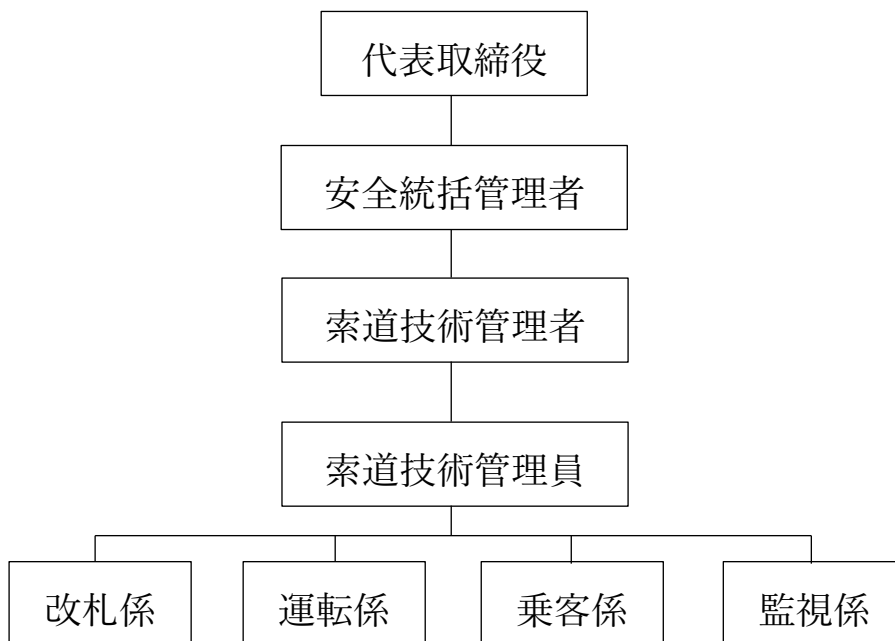 代表取締役
安全統括管理者
索道技術管理者
索道技術管理員
改札係
運転係
乗客係
監視係